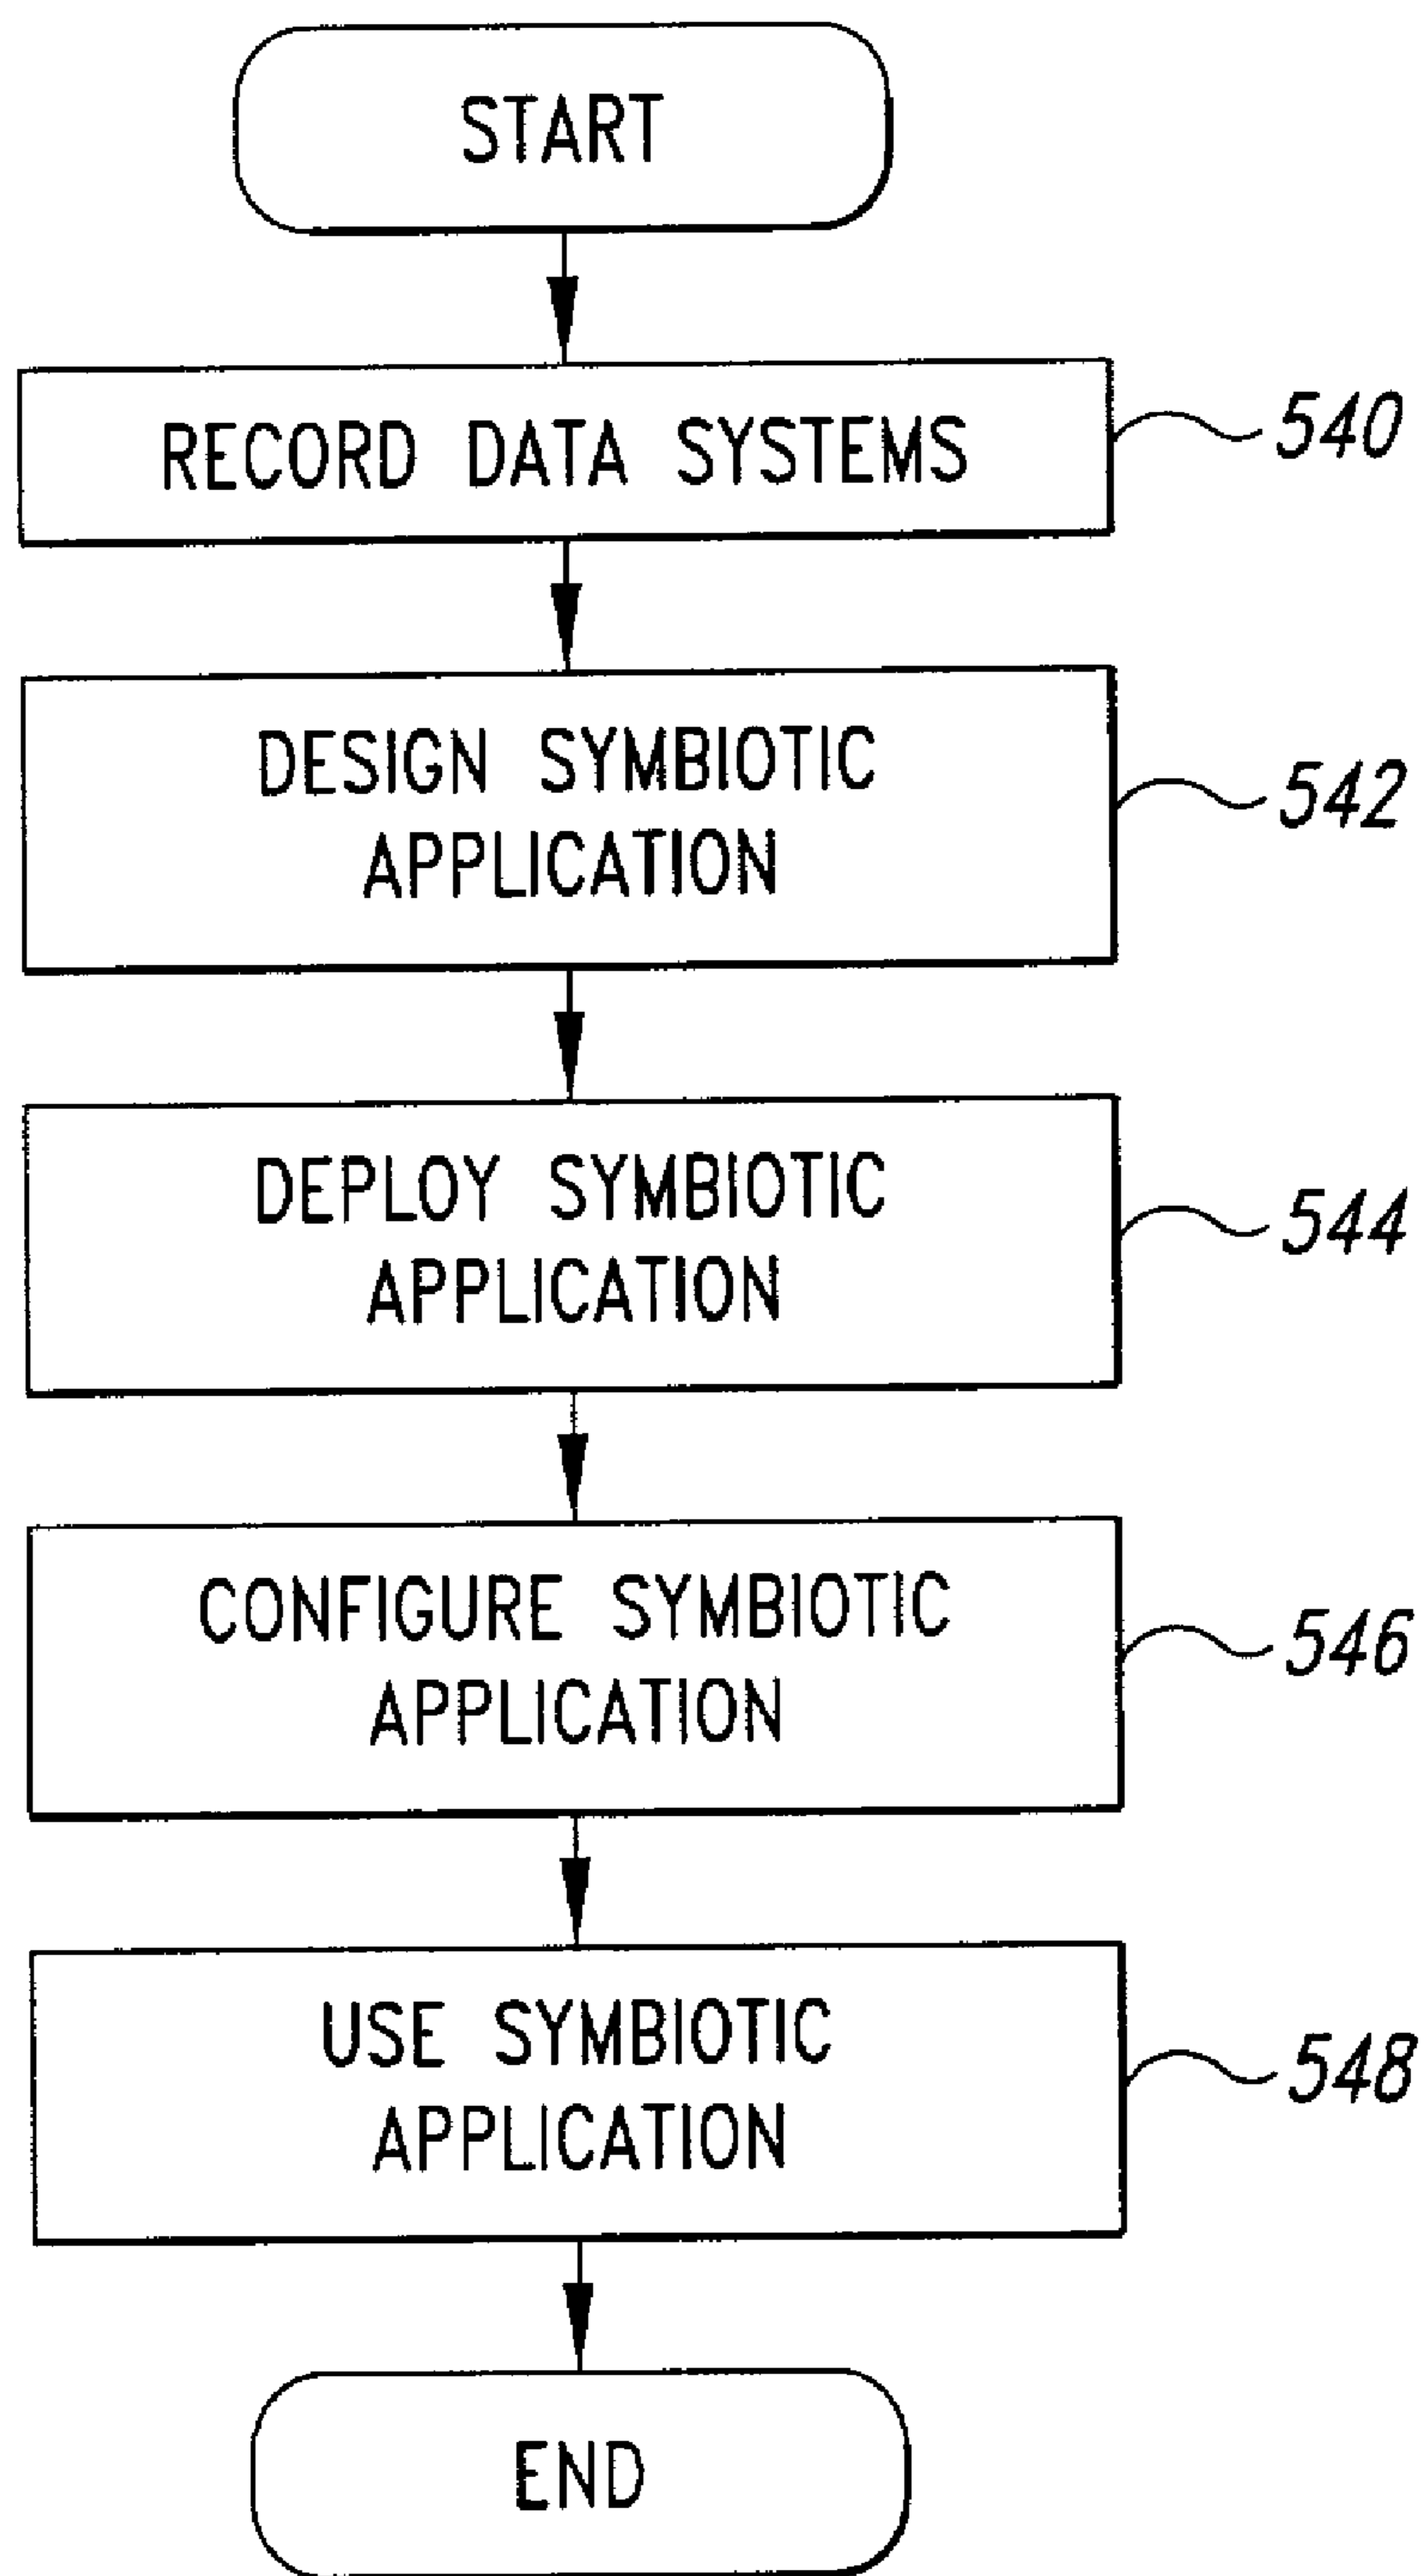 START
RECORD DATA SYSTEMS
540
DESIGN SYMBIOTIC
APPLICATION
542
DEPLOY SYMBIOTIC
APPLICATION
544
CONFIGURE SYMBIOTIC
APPLICATION
546
USE SYMBIOTIC
APPLICATION
548
END